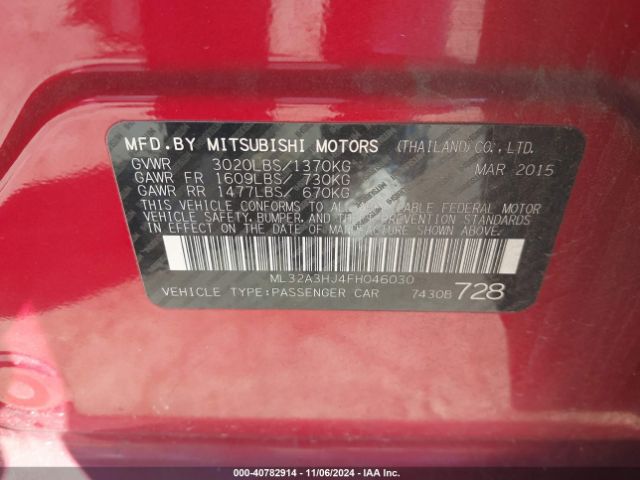 MFD.BY MITSUBISHI MOTORS (THAILAND)CO.,LTD.
GVWR 3020LBS/1370KG MAR 2015
GAWR FR 1609LBS/ 730KG
GAWR RR 1477LBS/ 670KG
THIS VEHICLE CONFORMS TO ALL APPLICABLE FEDERAL MOTOR
VEHICLE SAFETY,BUMPER, AND THEFT PREVENTION STANDARDS
IN EFFECT ON THE DATE OF MANUFACTURE SHOWN ABOVE.
ML32A3HJ4FH046030
VEHICLE TYPE:PASSENGER CAR 7430B 728
000-40782914 - 11/06/2024 - IAA Inc.